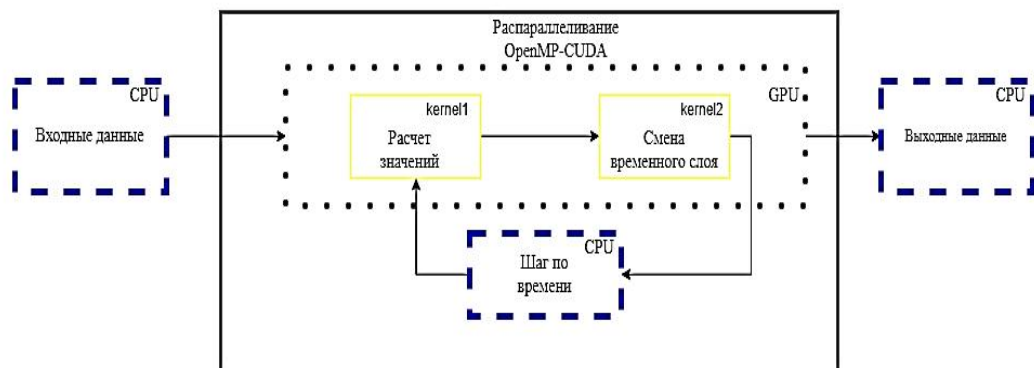 Распараллеливание
OpenMP-CUDA
CPU
Входные данные
GPU
kernel1
Расчет
значений
kernel2
Смена
временного слоя
CPU
Выходные данные
CPU
Шаг по
времени